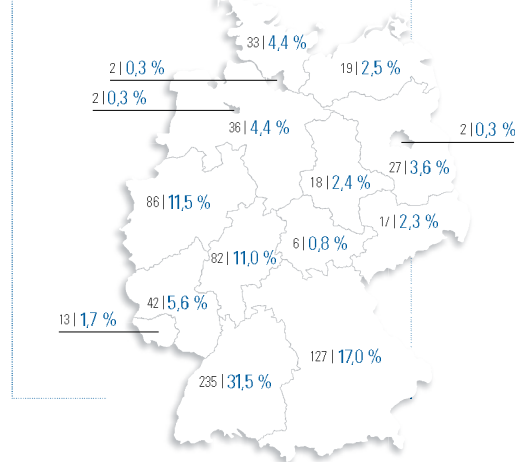 33 | 4,4 %
2 | 0,3 %
19 | 2,5 %
2 | 0,3 %
36 | 4,4 %
2 | 0,3 %
27 | 3,6 %
18 | 2,4 %
86 | 11,5 %
1/ | 2,3 %
6 | 0,8 %
82 | 11,0 %
42 | 5,6 %
13 | 1,7 %
127 | 17,0 %
235 | 31,5 %